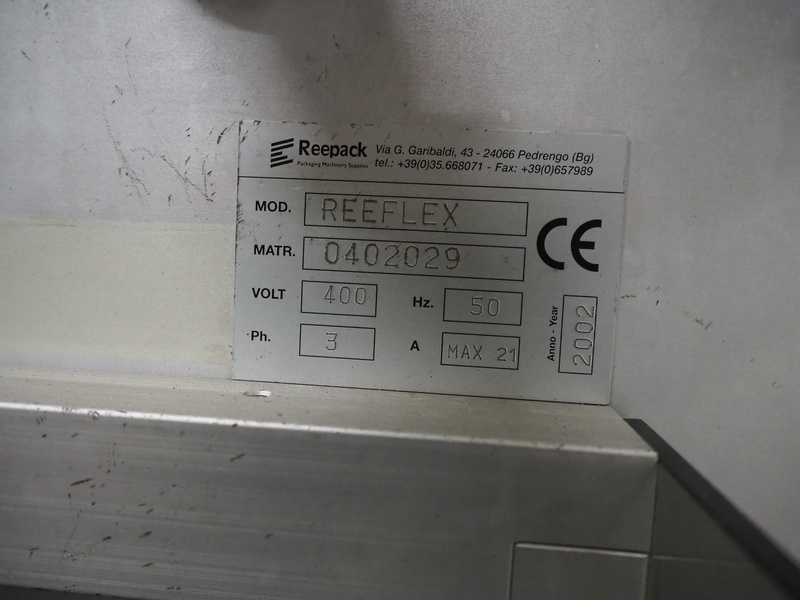 Reepack
Packaging Machinery Supplies
Via G. Garibaldi, 43 - 24066 Pedrengo (Bg)
tel.: +39(0)35.668071 - Fax: +39(0)657989
MOD. REEFLEX
MATR. 0402029
VOLT 400 Hz. 50
Ph. 3 A MAX 21
Anno - Year 2002
CE